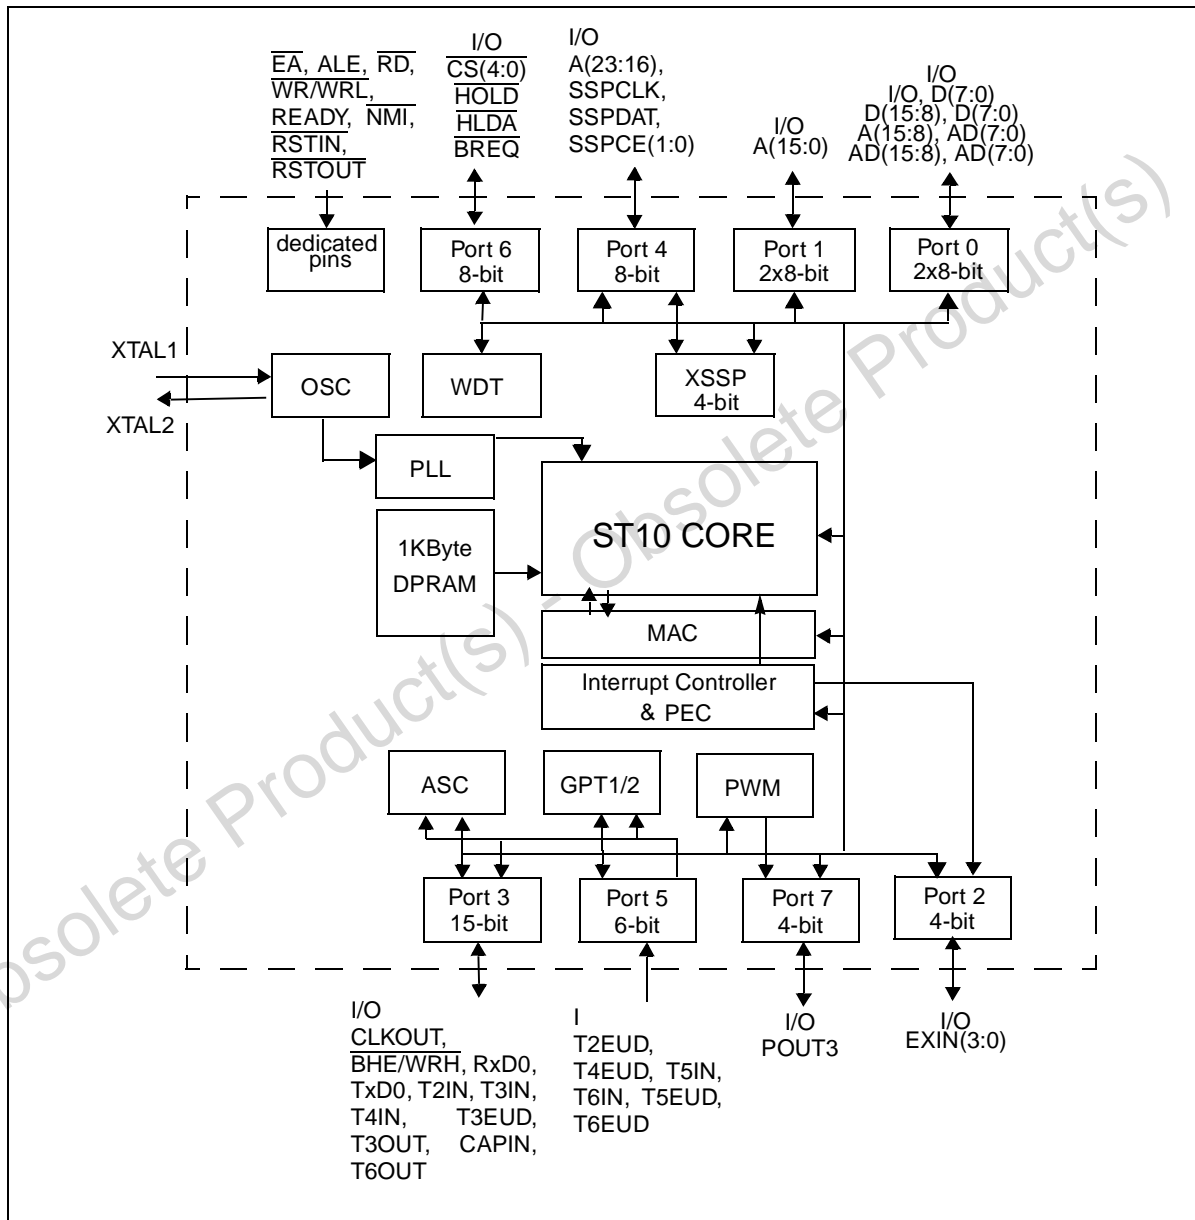 EA, ALE, RD,
WR/WRL,
READY, NMI,
RSTIN,
RSTOUT
I/O
CS(4:0)
HOLD
HLDA
BREQ
I/O
A(23:16),
SSPCLK,
SSPDAT,
SSPCE(1:0)
I/O
A(15:0)
I/O
I/O, D(7:0)
D(15:8), D(7:0)
A(15:8), AD(7:0)
AD(15:8), AD(7:0)
dedicated
pins
Port 6
8-bit
Port 4
8-bit
Port 1
2x8-bit
Port 0
2x8-bit
XTAL1
XTAL2
OSC
WDT
XSSP
4-bit
PLL
ST10 CORE
1KByte
DPRAM
MAC
Interrupt Controller
& PEC
ASC
GPT1/2
PWM
Port 3
15-bit
Port 5
6-bit
Port 7
4-bit
Port 2
4-bit
I/O
CLKOUT,
BHE/WRH, RxD0,
TxD0, T2IN, T3IN,
T4IN, T3EUD,
T3OUT, CAPIN,
T6OUT
I
T2EUD,
T4EUD, T5IN,
T6IN, T5EUD,
T6EUD
I/O
POUT3
I/O
EXIN(3:0)
bsolete Product(s) - Obsolete Product(s)